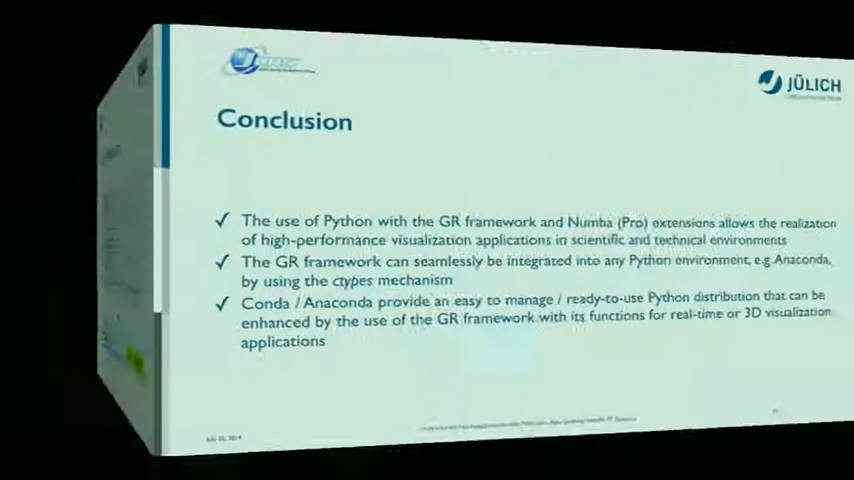 JÜLICH
Conclusion
✓ The use of Python with the GR framework and Numba (Pro) extensions allows the realization
of high-performance visualization applications in scientific and technical environments
✓ The GR framework can seamlessly be integrated into any Python environment, e.g. Anaconda,
by using the ctypes mechanism
✓ Conda / Anaconda provide an easy to manage / ready-to-use Python distribution that can be
enhanced by the use of the GR framework with its functions for real-time or 3D visualization
applications